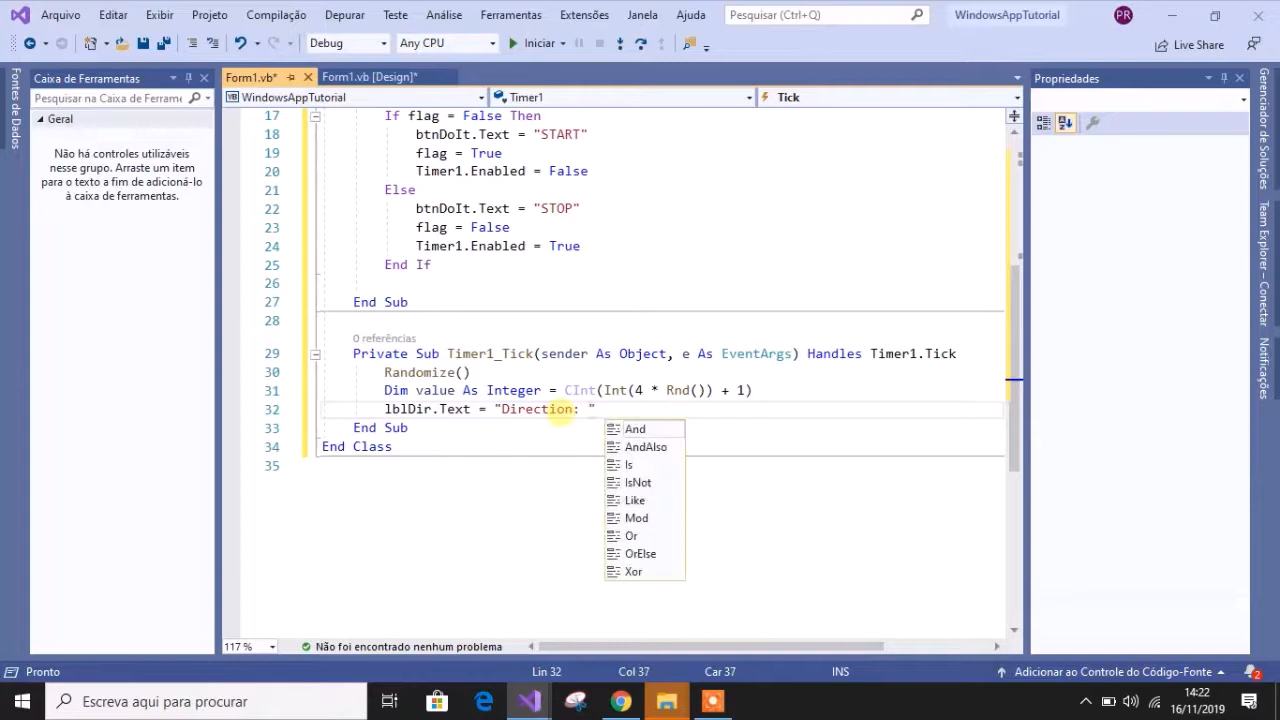 Arquivo Editar Exibir Projeto Compilação Depurar Teste Análise Ferramentas Extensões Janela Ajuda Pesquisar (Ctrl+Q) WindowsAppTutorial PR
Debug Any CPU Iniciar Live Share
Fontes de Dados
Caixa de Ferramentas
Pesquisar na Caixa de Ferrame
Geral
Não há controles utilizáveis
nesse grupo. Arraste um item
para o texto a fim de adicioná-lo
à caixa de ferramentas.
Form1.vb* Form1.vb [Design]*
WindowsAppTutorial Timer1 Tick
17 If flag = False Then
18 btnDoIt.Text = "START"
19 flag = True
20 Timer1.Enabled = False
21 Else
22 btnDoIt.Text = "STOP"
23 flag = False
24 Timer1.Enabled = True
25 End If
26
27 End Sub
28
0 referências
29 Private Sub Timer1_Tick(sender As Object, e As EventArgs) Handles Timer1.Tick
30 Randomize()
31 Dim value As Integer = CInt(Int(4 * Rnd()) + 1)
32 lblDir.Text = "Direction: "
33 End Sub
34 End Class
35
And
AndAlso
Is
IsNot
Like
Mod
Or
OrElse
Xor
117 % Não foi encontrado nenhum problema
Propriedades
Gerenciador de Soluções
Team Explorer – Conectar
Notificações
Pronto Lin 32 Col 37 Car 37 INS Adicionar ao Controle do Código-Fonte 2
Escreva aqui para procurar
14:22
16/11/2019